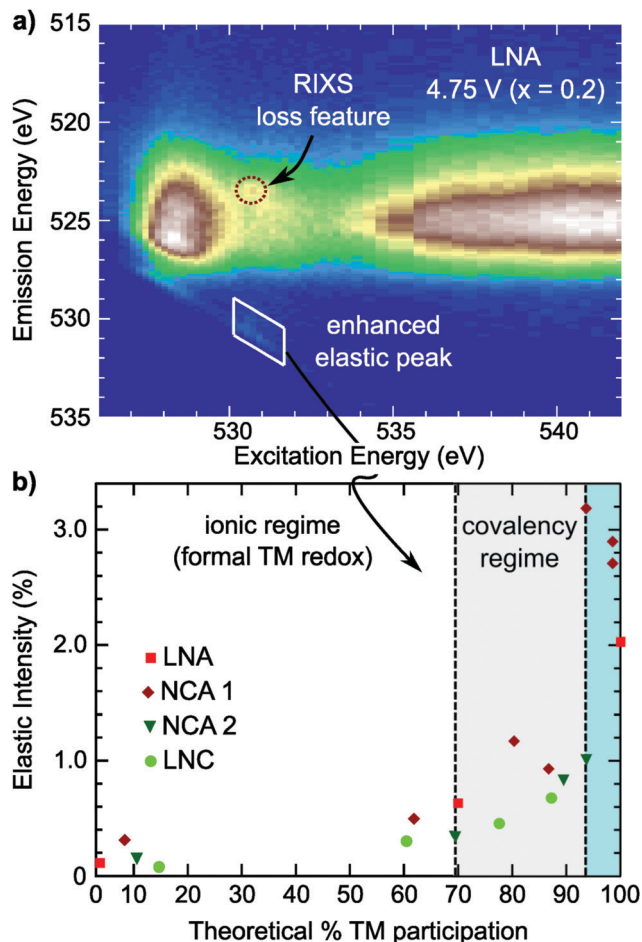 a)
515
520
525
530
535
Emission Energy (eV)
RIXS
loss feature
LNA
4.75 V (x = 0.2)
enhanced
elastic peak
530
535
540
Excitation Energy (eV)
b)
3.0
2.0
1.0
0
Elastic Intensity (%)
ionic regime
(formal TM redox)
covalency
regime
LNA
NCA 1
NCA 2
LNC
0
10
20
30
40
50
60
70
80
90
100
Theoretical % TM participation